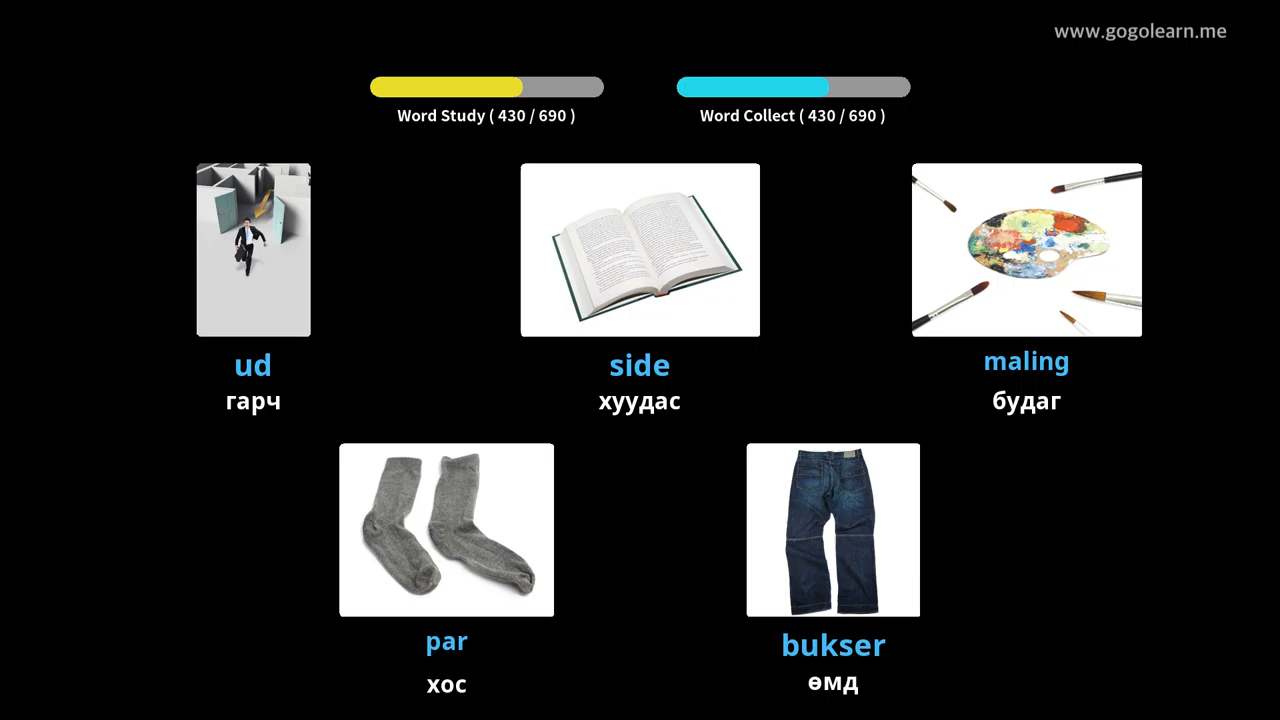 www.gogolearn.me
Word Study ( 430 / 690 )
Word Collect ( 430 / 690 )
ud
гарч
side
хуудас
maling
будаг
par
хос
bukser
өмд